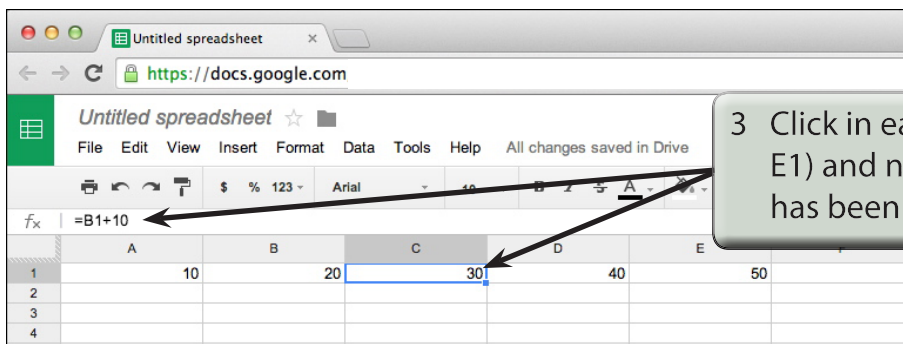 Untitled spreadsheet ×
https://docs.google.com
Untitled spreadsheet
File Edit View Insert Format Data Tools Help All changes saved in Drive
$ % 123 Arial 10 B I S A
fx =B1+10
A B C D E
1 10 20 30 40 50
2
3
4
3 Click in
E1) and
has been